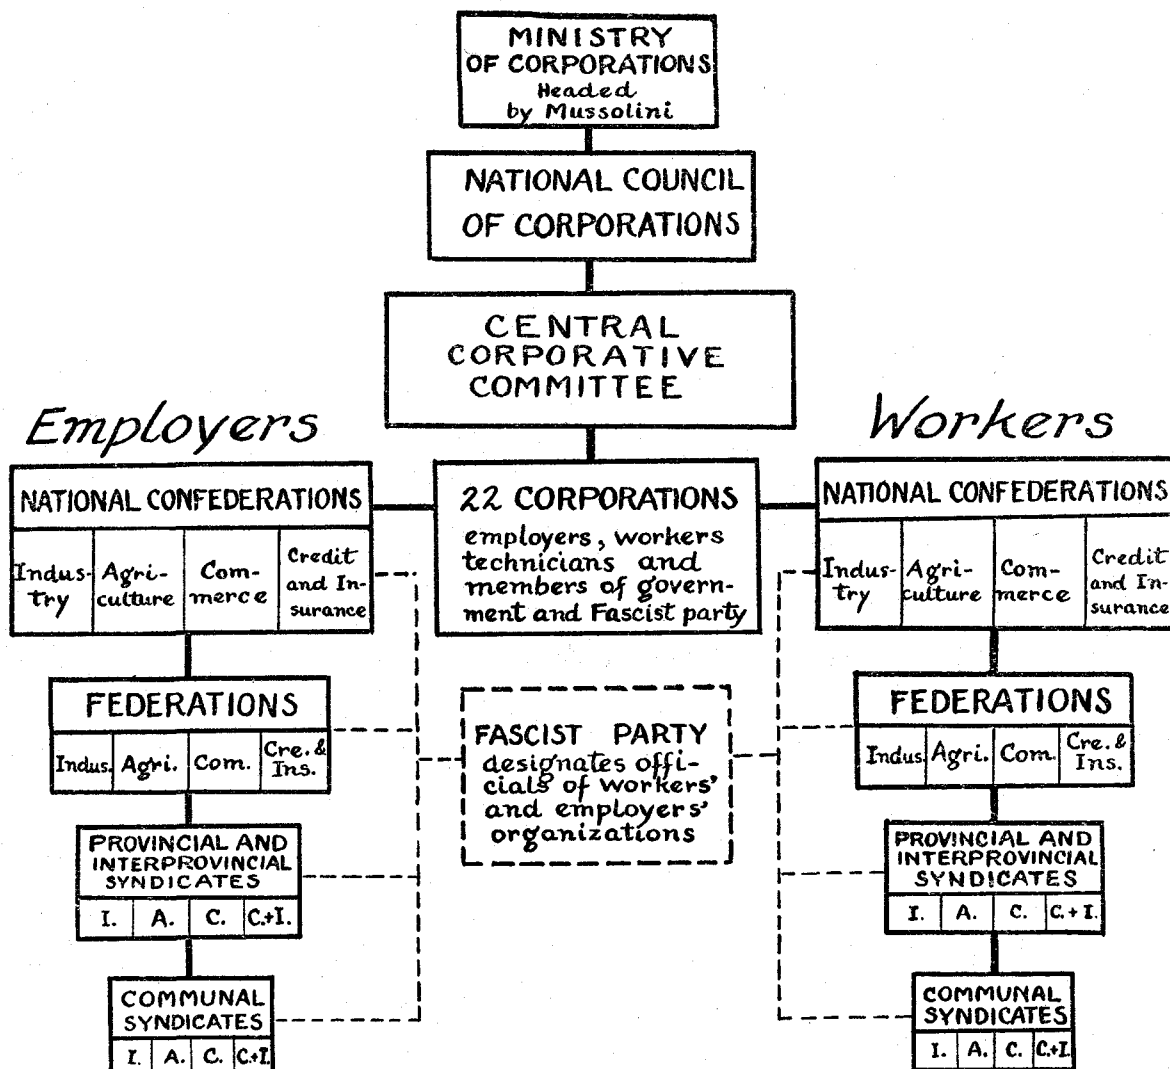 MINISTRY
OF CORPORATIONS
Headed
by Mussolini
NATIONAL COUNCIL
OF CORPORATIONS
CENTRAL
CORPORATIVE
COMMITTEE
Employers
Workers
NATIONAL CONFEDERATIONS
Indus-
try
Agri-
culture
Com-
merce
Credit
and In-
surance
22 CORPORATIONS
employers, workers
technicians and
members of govern-
ment and Fascist party
NATIONAL CONFEDERATIONS
Indus-
try
Agri-
culture
Com-
merce
Credit
and In-
surance
FEDERATIONS
Indus.
Agri.
Com.
Cre. &
Ins.
FASCIST PARTY
designates offi-
cials of workers'
and employers'
organizations
FEDERATIONS
Indus.
Agri.
Com.
Cre. &
Ins.
PROVINCIAL AND
INTERPROVINCIAL
SYNDICATES
I. A. C. C.+I.
PROVINCIAL AND
INTERPROVINCIAL
SYNDICATES
I. A. C. C.+I.
COMMUNAL
SYNDICATES
I. A. C. C.+I.
COMMUNAL
SYNDICATES
I. A. C. C.+I.